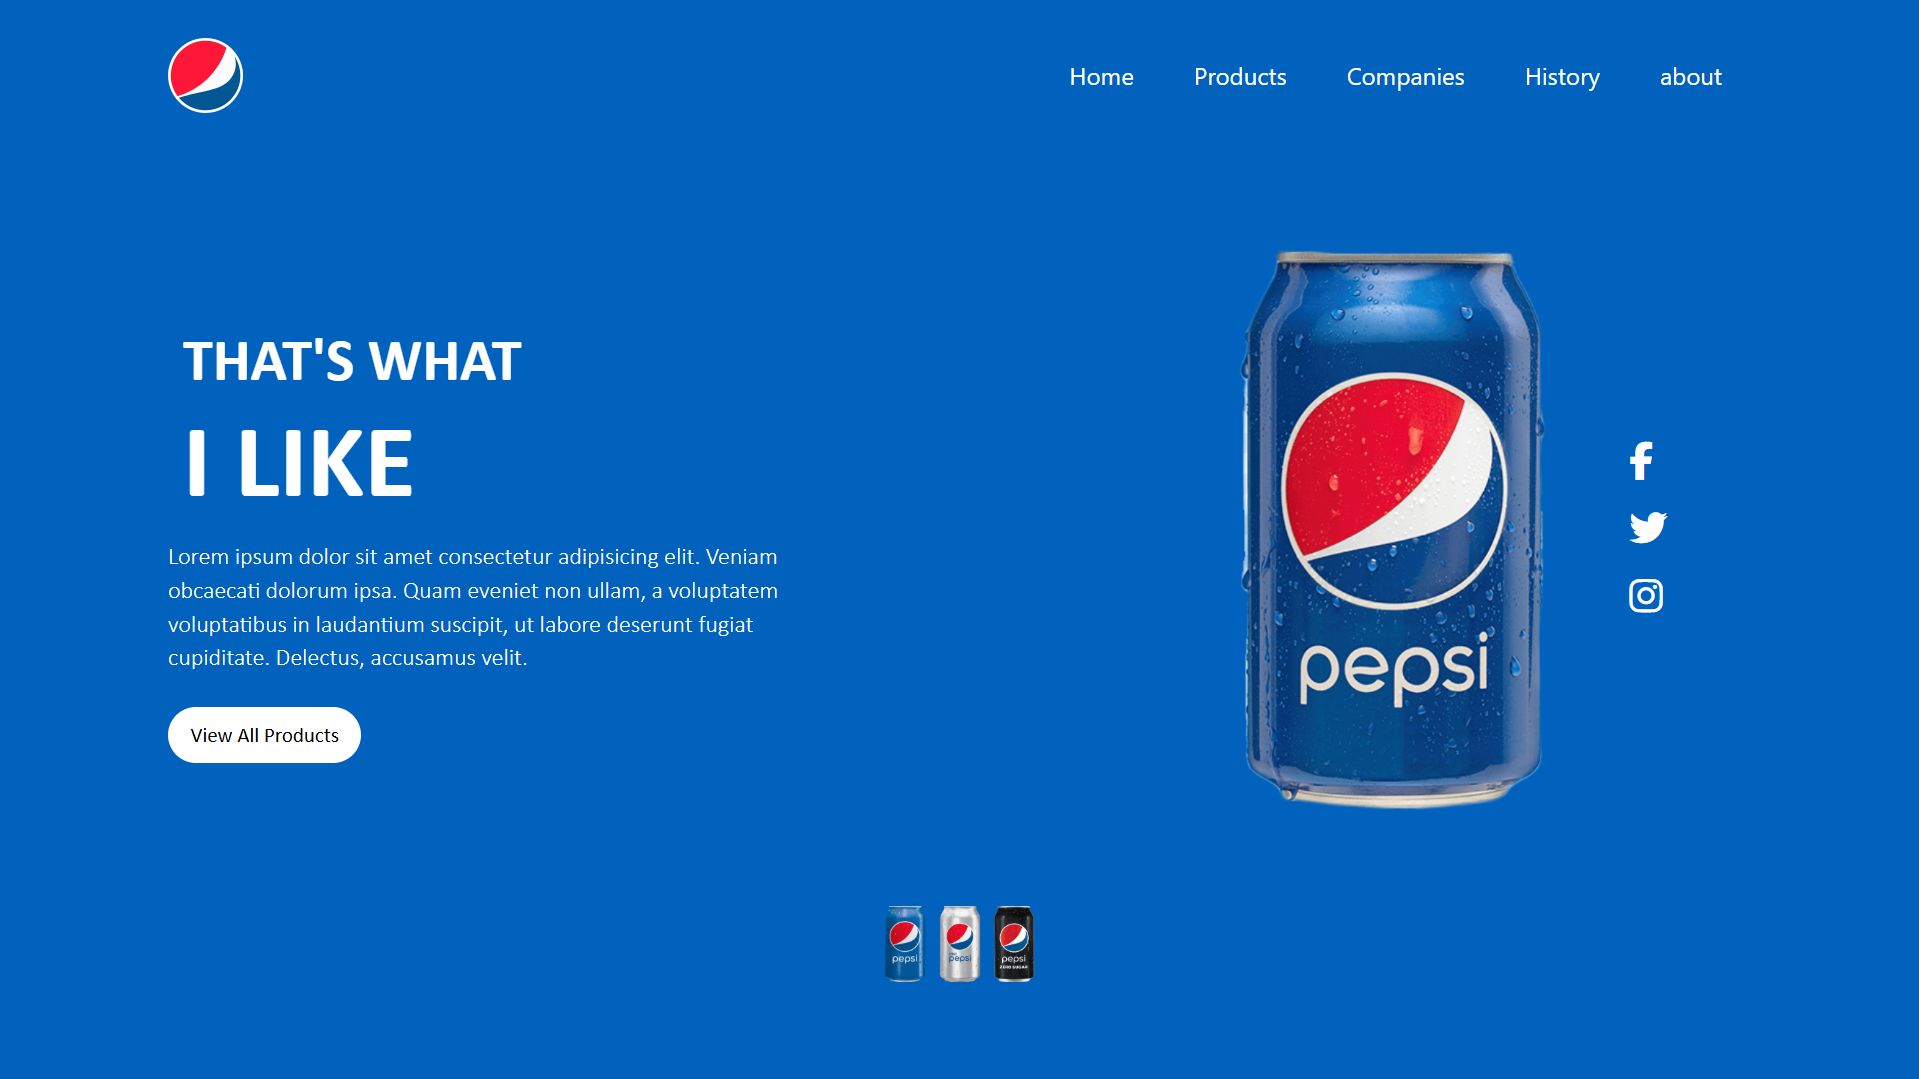 Home Products Companies History about
THAT'S WHAT
I LIKE
Lorem ipsum dolor sit amet consectetur adipisicing elit. Veniam
obcaecati dolorum ipsa. Quam eveniet non ullam, a voluptatem
voluptatibus in laudantium suscipit, ut labore deserunt fugiat
cupiditate. Delectus, accusamus velit.
View All Products
pepsi
pepsi
pepsi
pepsi
ZERO SUGAR